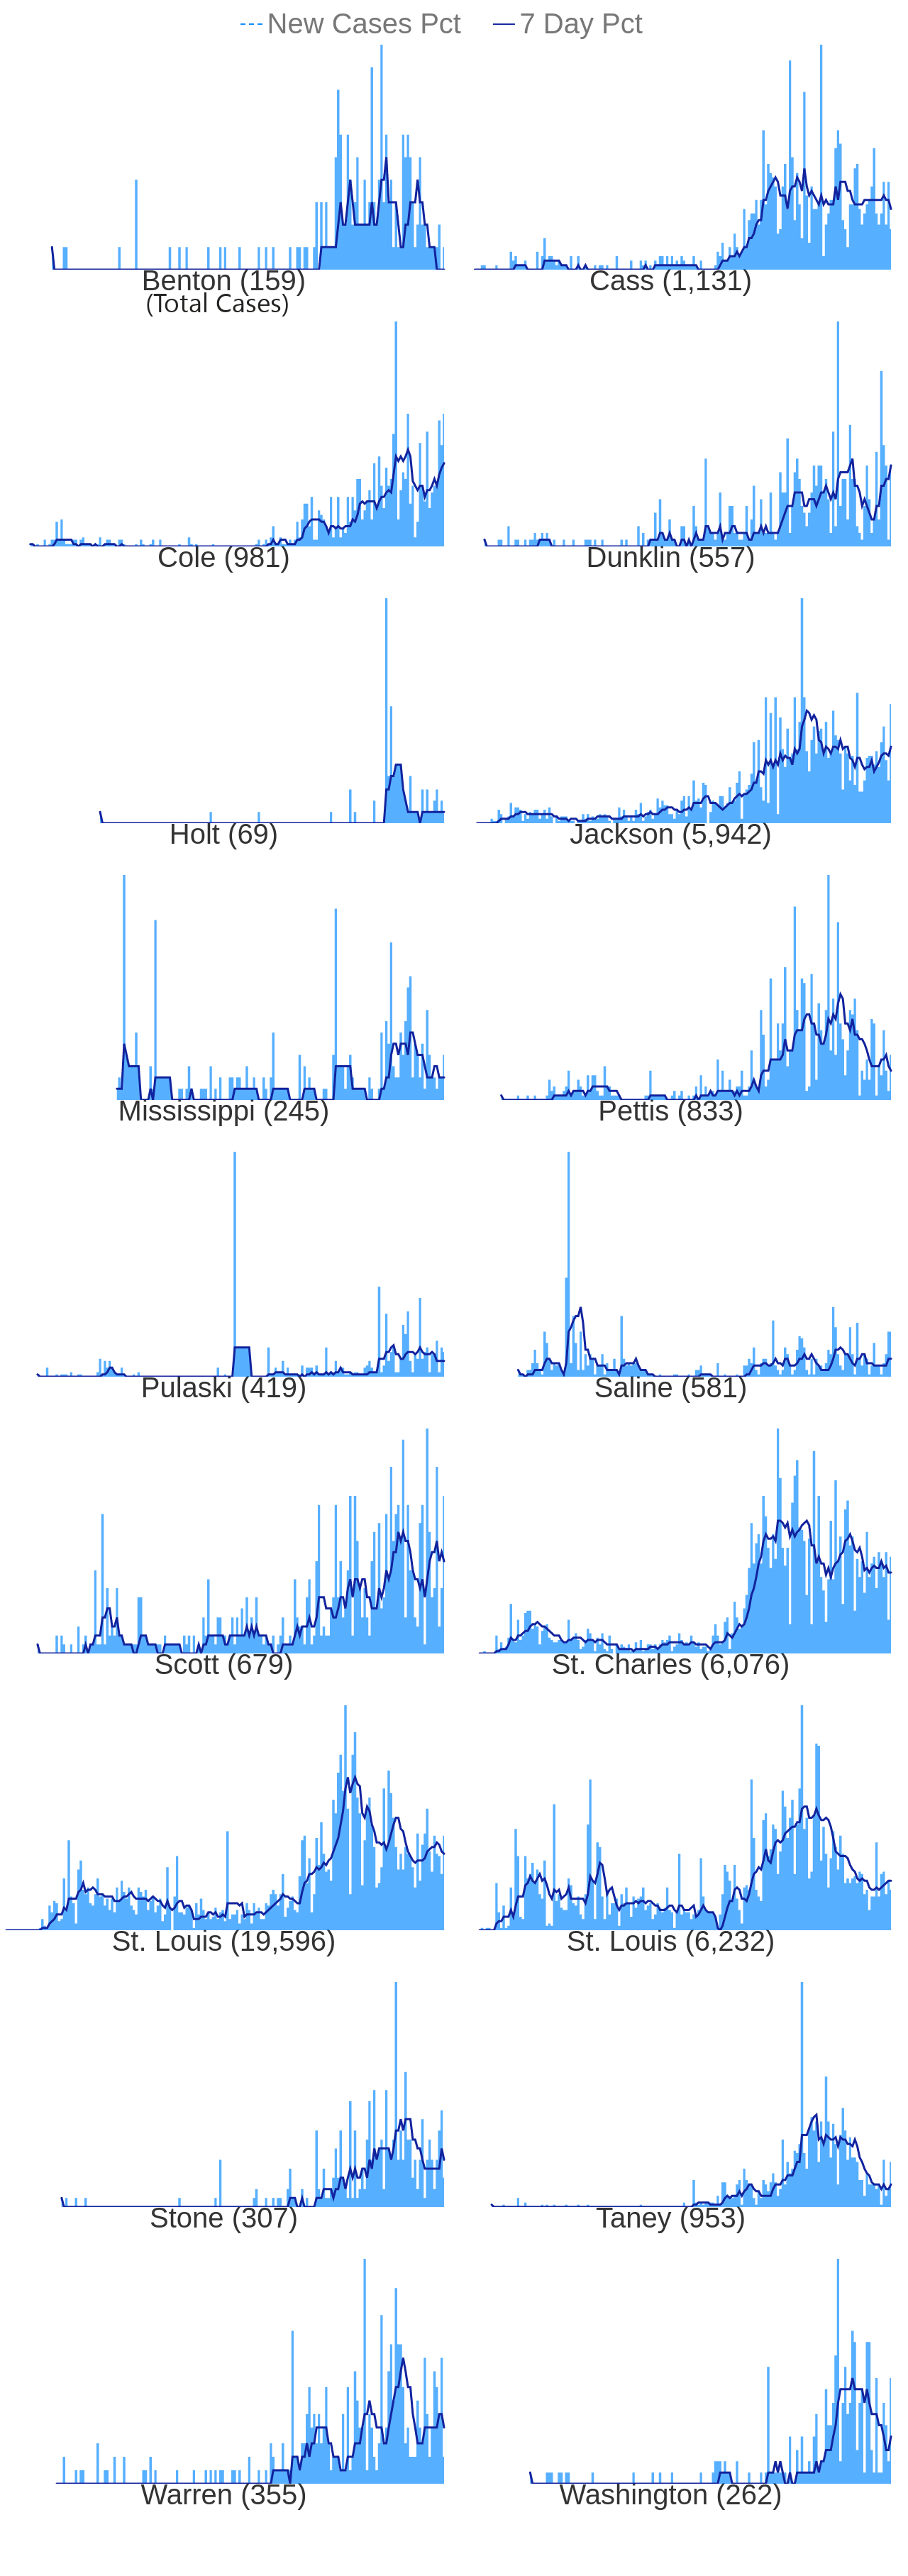 New Cases Pct 7 Day Pct
Benton (159) Cass (1,131)
(Total Cases)
Cole (981) Dunklin (557)
Holt (69) Jackson (5,942)
Mississippi (245) Pettis (833)
Pulaski (419) Saline (581)
Scott (679) St. Charles (6,076)
St. Louis (19,596) St. Louis (6,232)
Stone (307) Taney (953)
Warren (355) Washington (262)